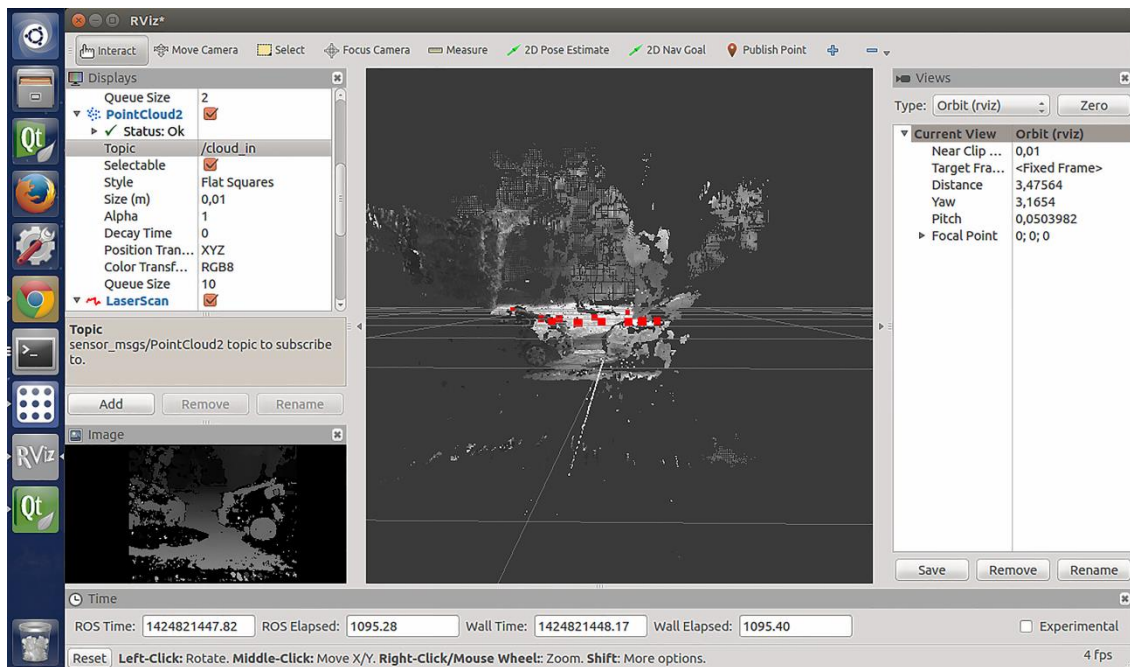 RViz*
Interact Move Camera Select Focus Camera Measure 2D Pose Estimate 2D Nav Goal Publish Point
Displays
Queue Size 2
PointCloud2
Status: Ok
Topic /cloud_in
Selectable
Style Flat Squares
Size (m) 0,01
Alpha 1
Decay Time 0
Position Tran... XYZ
Color Transf... RGB8
Queue Size 10
LaserScan
Topic
sensor_msgs/PointCloud2 topic to subscribe
to.
Add Remove Rename
Image
Views
Type: Orbit (rviz) Zero
Current View Orbit (rviz)
Near Clip ... 0,01
Target Fra... <Fixed Frame>
Distance 3,47564
Yaw 3,1654
Pitch 0,0503982
Focal Point 0; 0; 0
Save Remove Rename
Qt
>_
RViz
Qt
Time
ROS Time: 1424821447.82 ROS Elapsed: 1095.28 Wall Time: 1424821448.17 Wall Elapsed: 1095.40 Experimental
Reset Left-Click: Rotate. Middle-Click: Move X/Y. Right-Click/Mouse Wheel:: Zoom. Shift: More options. 4 fps